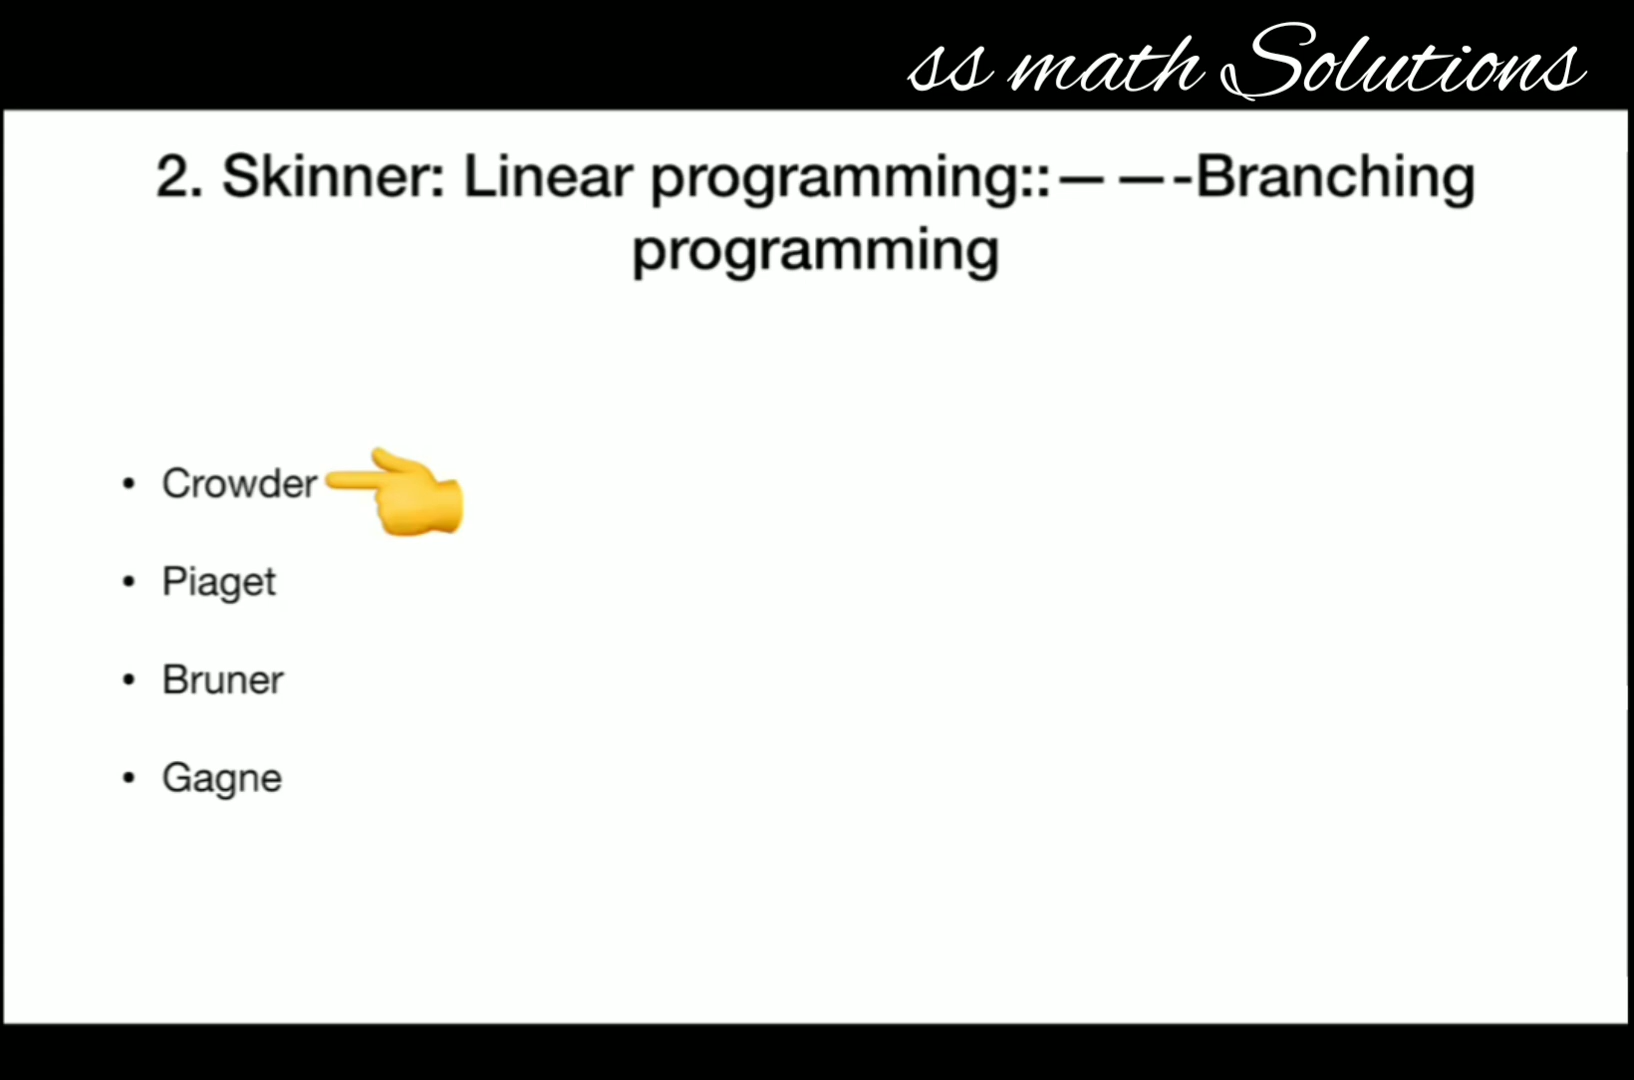 ss math Solutions
2. Skinner: Linear programming::— —-Branching
programming
• Crowder
• Piaget
• Bruner
• Gagne